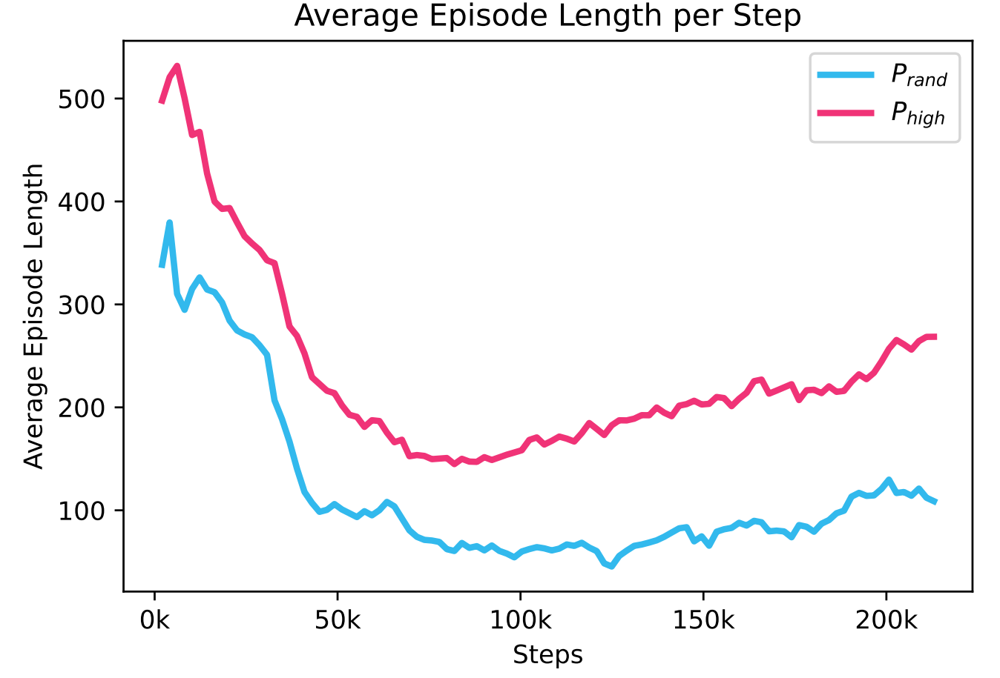 Average Episode Length per Step
P_rand
P_high
500
400
300
200
100
Average Episode Length
0k 50k 100k 150k 200k
Steps